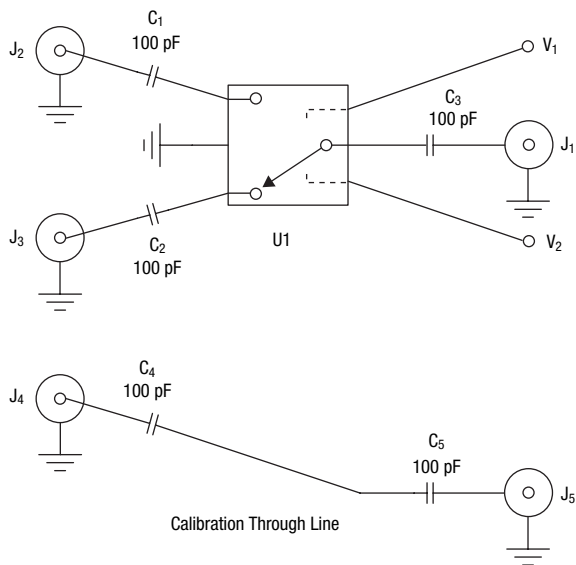 C1
100 pF
J2
V1
C3
100 pF
J1
J3
C2
100 pF
U1
V2
C4
100 pF
J4
C5
100 pF
J5
Calibration Through Line